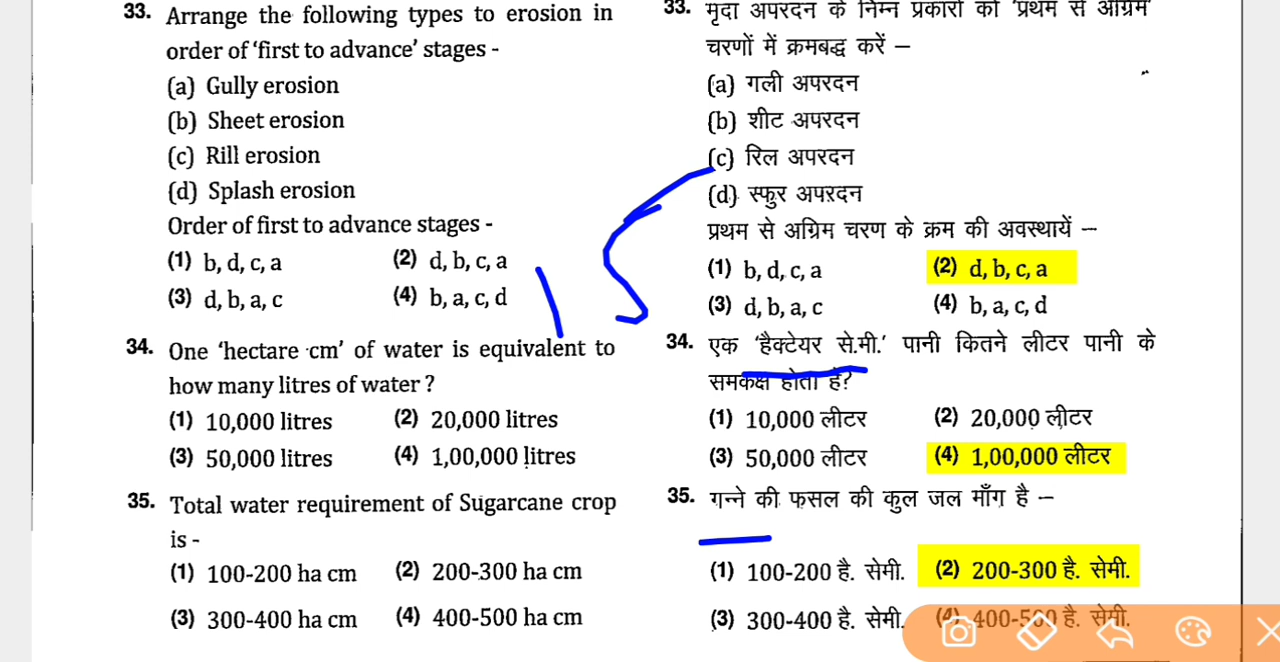 33. Arrange the following types to erosion in
order of 'first to advance' stages -
(a) Gully erosion
(b) Sheet erosion
(c) Rill erosion
(d) Splash erosion
Order of first to advance stages -
(1) b, d, c, a (2) d, b, c, a
(3) d, b, a, c (4) b, a, c, d
34. One 'hectare cm' of water is equivalent to
how many litres of water ?
(1) 10,000 litres (2) 20,000 litres
(3) 50,000 litres (4) 1,00,000 litres
35. Total water requirement of Sugarcane crop
is -
(1) 100-200 ha cm (2) 200-300 ha cm
(3) 300-400 ha cm (4) 400-500 ha cm
33. मृदा अपरदन के निम्न प्रकारों को 'प्रथम से अग्रिम'
चरणों में क्रमबद्ध करें –
(a) गली अपरदन
(b) शीट अपरदन
(c) रिल अपरदन
(d) स्फुर अपरदन
प्रथम से अग्रिम चरण के क्रम की अवस्थायें –
(1) b, d, c, a (2) d, b, c, a
(3) d, b, a, c (4) b, a, c, d
34. एक 'हैक्टेयर से.मी.' पानी कितने लीटर पानी के
समकक्ष होता है?
(1) 10,000 लीटर (2) 20,000 लीटर
(3) 50,000 लीटर (4) 1,00,000 लीटर
35. गन्ने की फसल की कुल जल माँग है –
(1) 100-200 है. सेमी. (2) 200-300 है. सेमी.
(3) 300-400 है. सेमी. (4) 400-500 है. सेमी.